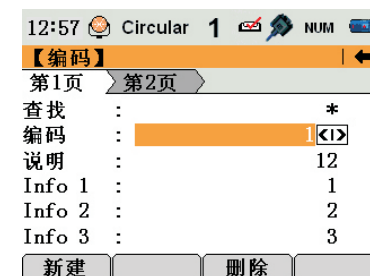 12:57 Circular 1 NUM
【编码】
第1页 第2页
查找 : *
编码 : 1
说明 : 12
Info 1 : 1
Info 2 : 2
Info 3 : 3
新建 删除